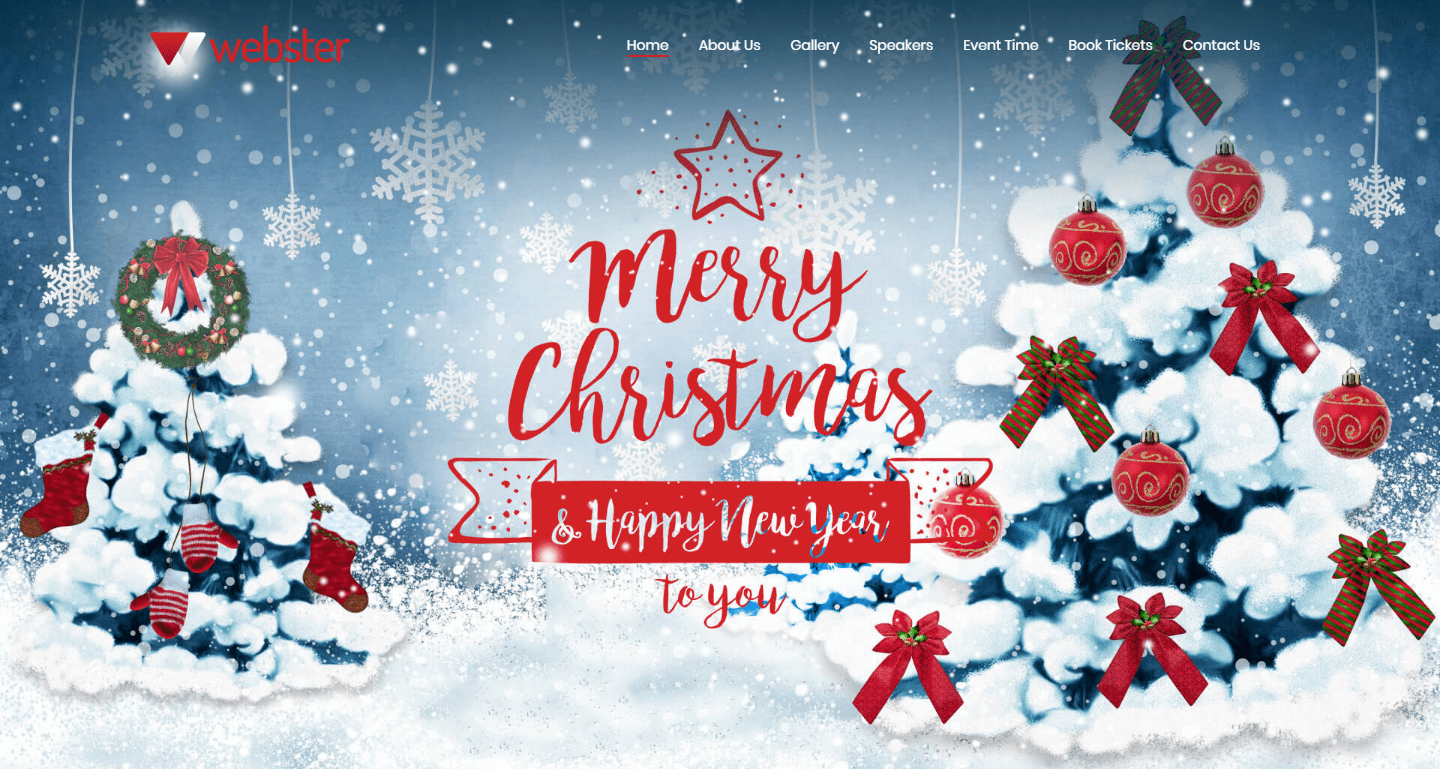 webster
Home About Us Gallery Speakers Event Time Book Tickets Contact Us
Merry
Christmas
& Happy New Year
to you